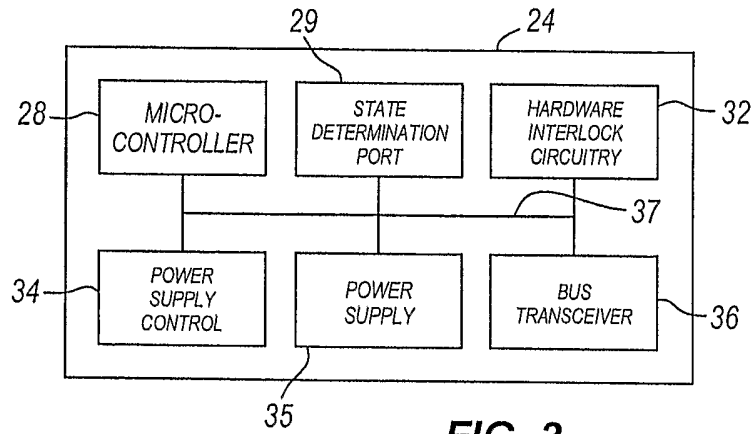 29
24
28
MICRO-
CONTROLLER
STATE
DETERMINATION
PORT
HARDWARE
INTERLOCK
CIRCUITRY
32
37
34
POWER
SUPPLY
CONTROL
POWER
SUPPLY
BUS
TRANSCEIVER
36
35
FIG.